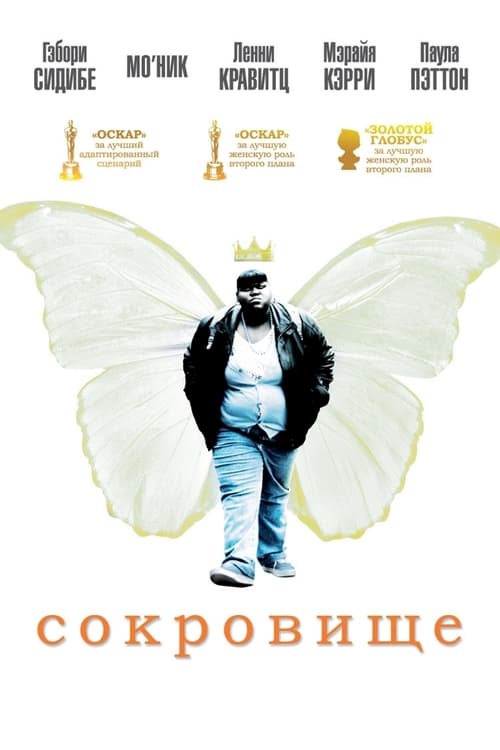 Гэбори
СИДИБЕ
МО'НИК
Ленни
КРАВИТЦ
Мэрайя
КЭРРИ
Паула
ПЭТТОН
«ОСКАР»
за лучший
адаптированный
сценарий
«ОСКАР»
за лучшую
женскую роль
второго плана
«ЗОЛОТОЙ
ГЛОБУС»
за лучшую
женскую роль
второго плана
сокровище